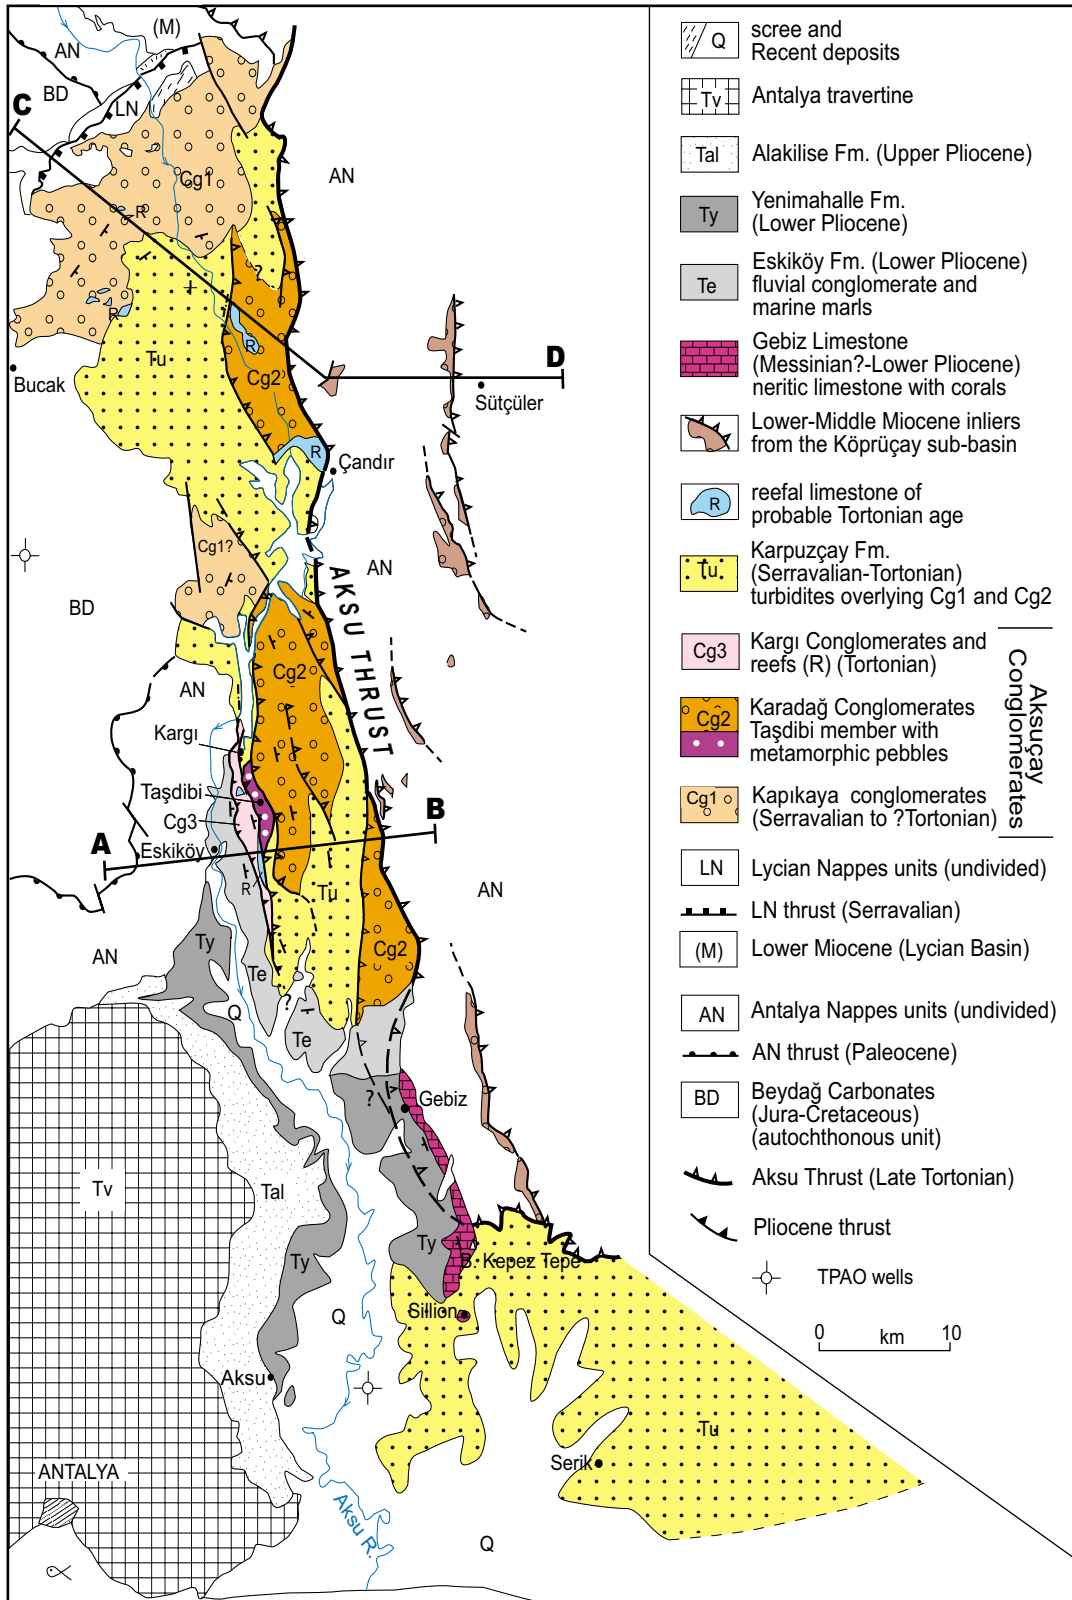 (M)
AN
BD
LN
C
Cg1
AN
R
?
R
R
Tu
Cg2
D
Bucak
Sütçüler
R
Çandır
Cg1?
AN
BD
AKSU THRUST
Cg2
AN
Kargı
Taşdibi
Cg3
B
A
Eskiköy
R
Tu
AN
Ty
AN
Cg2
Te
?
Q
Te
?
Gebiz
Tv
Tal
Ty
Ty
B. Kepez Tepe
Sillion
Q
Aksu
Tu
Serik
ANTALYA
Aksu R.
Q
Q
scree and
Recent deposits
Tv
Antalya travertine
Tal
Alakilise Fm. (Upper Pliocene)
Ty
Yenimahalle Fm.
(Lower Pliocene)
Te
Eskiköy Fm. (Lower Pliocene)
fluvial conglomerate and
marine marls
Gebiz Limestone
(Messinian?-Lower Pliocene)
neritic limestone with corals
Lower-Middle Miocene inliers
from the Köprüçay sub-basin
R
reefal limestone of
probable Tortonian age
Tu
Karpuzçay Fm.
(Serravalian-Tortonian)
turbidites overlying Cg1 and Cg2
Cg3
Kargı Conglomerates and
reefs (R) (Tortonian)
Cg2
Karadağ Conglomerates
Taşdibi member with
metamorphic pebbles
Cg1
Kapıkaya conglomerates
(Serravalian to ?Tortonian)
Aksuçay
Conglomerates
LN
Lycian Nappes units (undivided)
LN thrust (Serravalian)
(M)
Lower Miocene (Lycian Basin)
AN
Antalya Nappes units (undivided)
AN thrust (Paleocene)
BD
Beydağ Carbonates
(Jura-Cretaceous)
(autochthonous unit)
Aksu Thrust (Late Tortonian)
Pliocene thrust
TPAO wells
0 km 10